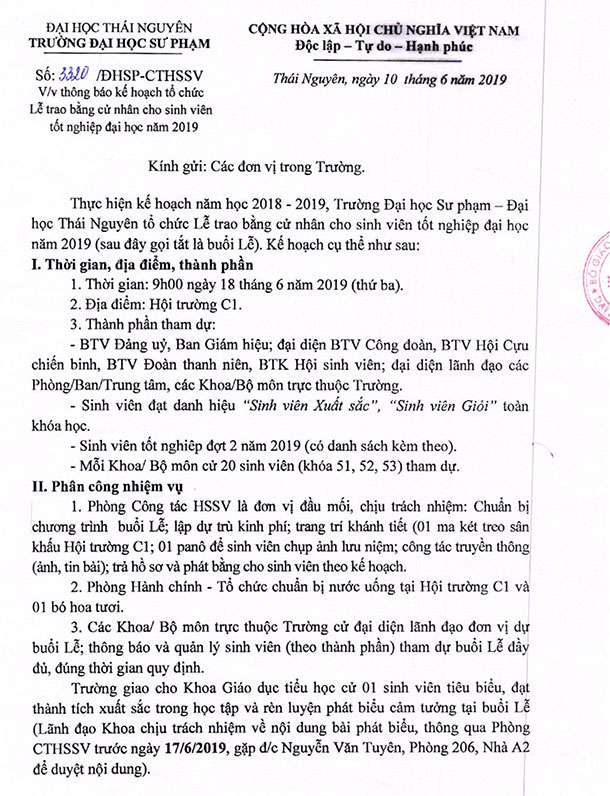 ĐẠI HỌC THÁI NGUYÊN
TRƯỜNG ĐẠI HỌC SƯ PHẠM
CỘNG HÒA XÃ HỘI CHỦ NGHĨA VIỆT NAM
Độc lập – Tự do – Hạnh phúc
Số: 3320 /ĐHSP-CTHSSV
V/v thông báo kế hoạch tổ chức
Lễ trao bằng cử nhân cho sinh viên
tốt nghiệp đại học năm 2019
Thái Nguyên, ngày 10 tháng 6 năm 2019
Kính gửi: Các đơn vị trong Trường.
Thực hiện kế hoạch năm học 2018 - 2019, Trường Đại học Sư phạm – Đại
học Thái Nguyên tổ chức Lễ trao bằng cử nhân cho sinh viên tốt nghiệp đại học
năm 2019 (sau đây gọi tắt là buổi Lễ). Kế hoạch cụ thể như sau:
I. Thời gian, địa điểm, thành phần
1. Thời gian: 9h00 ngày 18 tháng 6 năm 2019 (thứ ba).
2. Địa điểm: Hội trường C1.
3. Thành phần tham dự:
- BTV Đảng uỷ, Ban Giám hiệu; đại diện BTV Công đoàn, BTV Hội Cựu
chiến binh, BTV Đoàn thanh niên, BTK Hội sinh viên; đại diện lãnh đạo các
Phòng/Ban/Trung tâm, các Khoa/Bộ môn trực thuộc Trường.
- Sinh viên đạt danh hiệu “Sinh viên Xuất sắc”, “Sinh viên Giỏi” toàn
khóa học.
- Sinh viên tốt nghiêp đợt 2 năm 2019 (có danh sách kèm theo).
- Mỗi Khoa/ Bộ môn cử 20 sinh viên (khóa 51, 52, 53) tham dự.
II. Phân công nhiệm vụ
1. Phòng Công tác HSSV là đơn vị đầu mối, chịu trách nhiệm: Chuẩn bị
chương trình buổi Lễ; lập dự trù kinh phí; trang trí khánh tiết (01 ma két treo sân
khấu Hội trường C1; 01 panô để sinh viên chụp ảnh lưu niệm; công tác truyền thông
(ảnh, tin bài); trả hồ sơ và phát bằng cho sinh viên theo kế hoạch.
2. Phòng Hành chính - Tổ chức chuẩn bị nước uống tại Hội trường C1 và
01 bó hoa tươi.
3. Các Khoa/ Bộ môn trực thuộc Trường cử đại diện lãnh đạo đơn vị dự
buổi Lễ; thông báo và quản lý sinh viên (theo thành phần) tham dự buổi Lễ đầy
đủ, đúng thời gian quy định.
Trường giao cho Khoa Giáo dục tiểu học cử 01 sinh viên tiêu biểu, đạt
thành tích xuất sắc trong học tập và rèn luyện phát biểu cảm tưởng tại buổi Lễ
(Lãnh đạo Khoa chịu trách nhiệm về nội dung bài phát biểu, thông qua Phòng
CTHSSV trước ngày 17/6/2019, gặp đ/c Nguyễn Văn Tuyên, Phòng 206, Nhà A2
để duyệt nội dung).